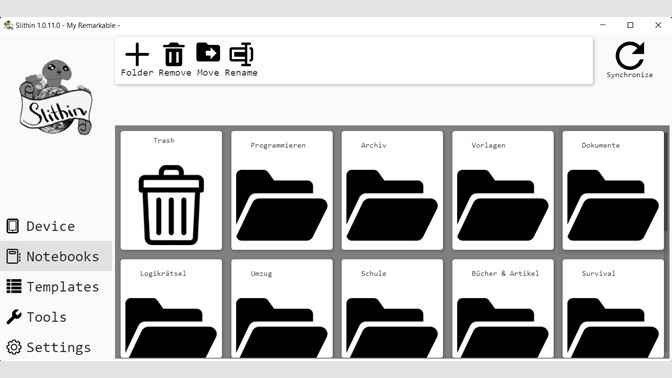 Slithin 1.0.11.0 - My Remarkable -
Slithin
Folder Remove Move Rename
Synchronize
Device
Notebooks
Templates
Tools
Settings
Trash Programmieren Archiv Vorlagen Dokumente
Logikrätsel Umzug Schule Bücher & Artikel Survival